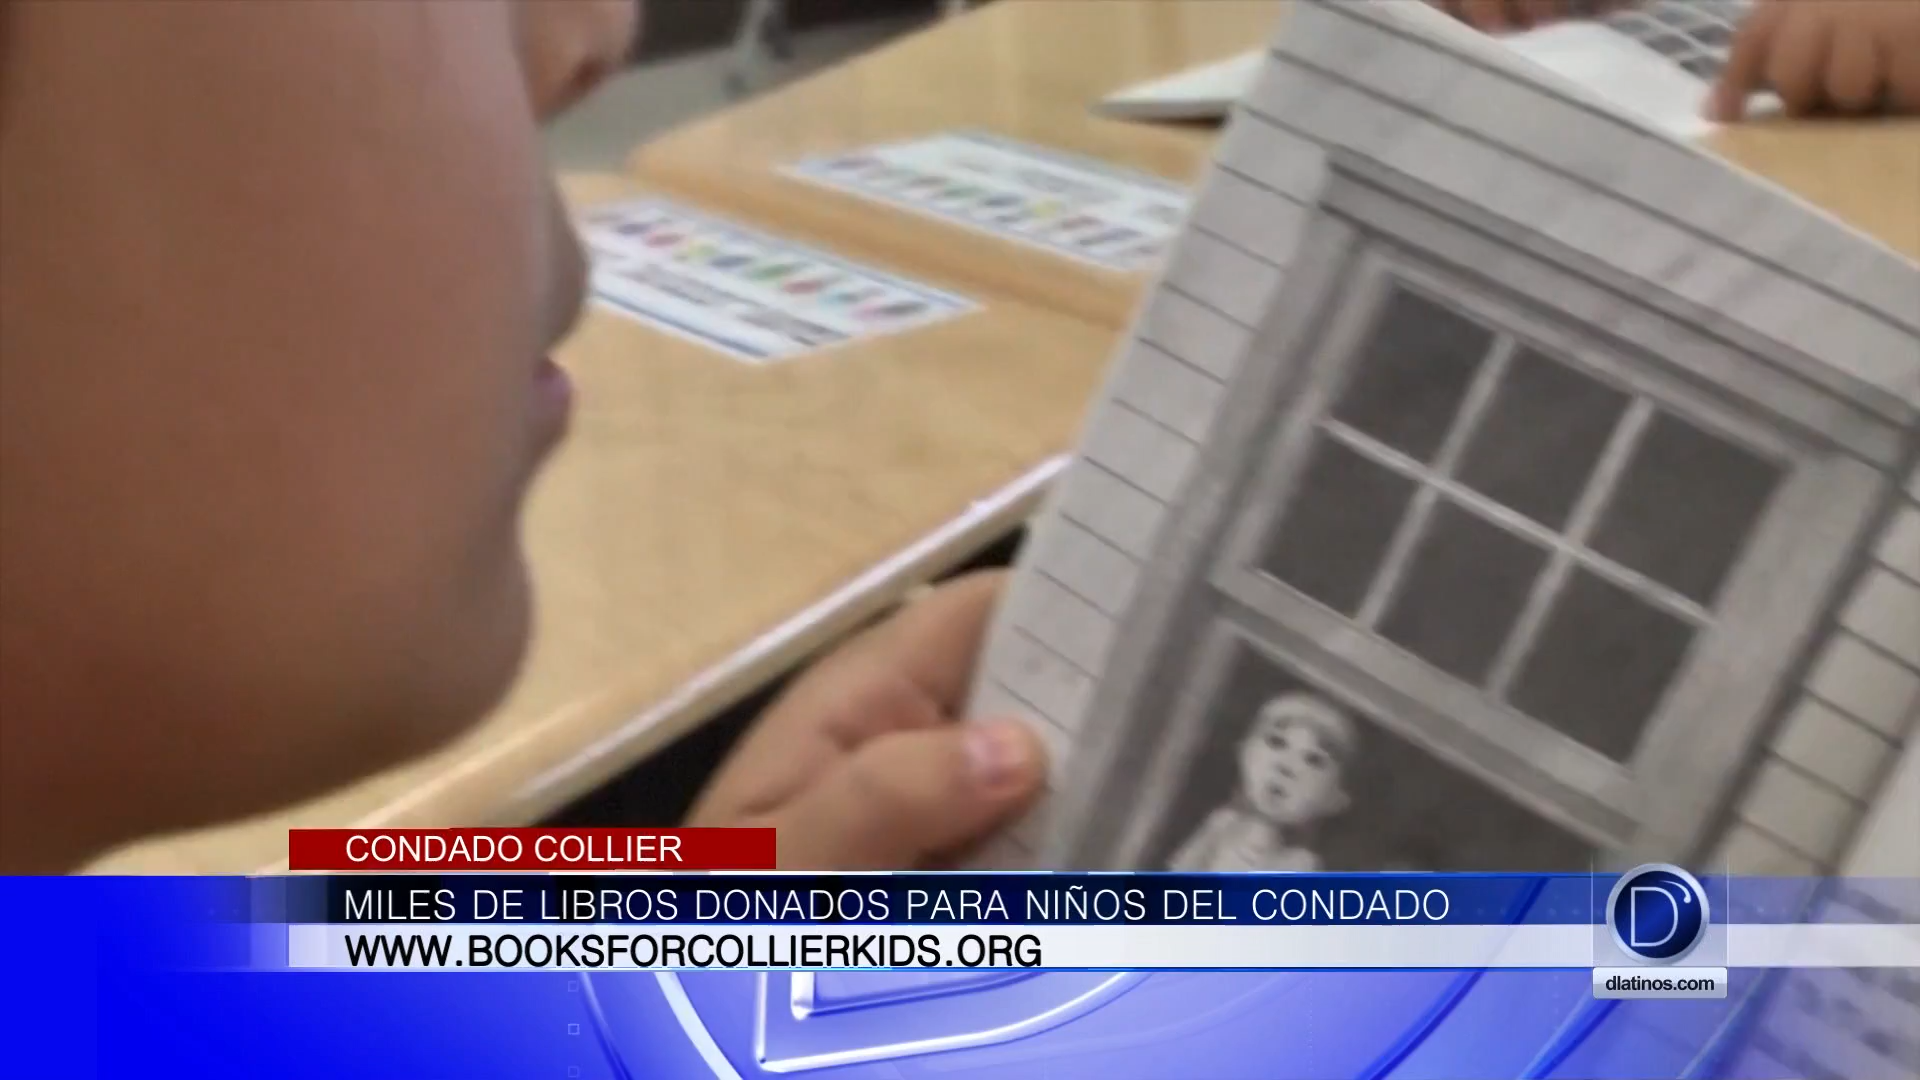 CONDADO COLLIER
MILES DE LIBROS DONADOS PARA NIÑOS DEL CONDADO
WWW.BOOKSFORCOLLIERKIDS.ORG
D
dlatinos.com